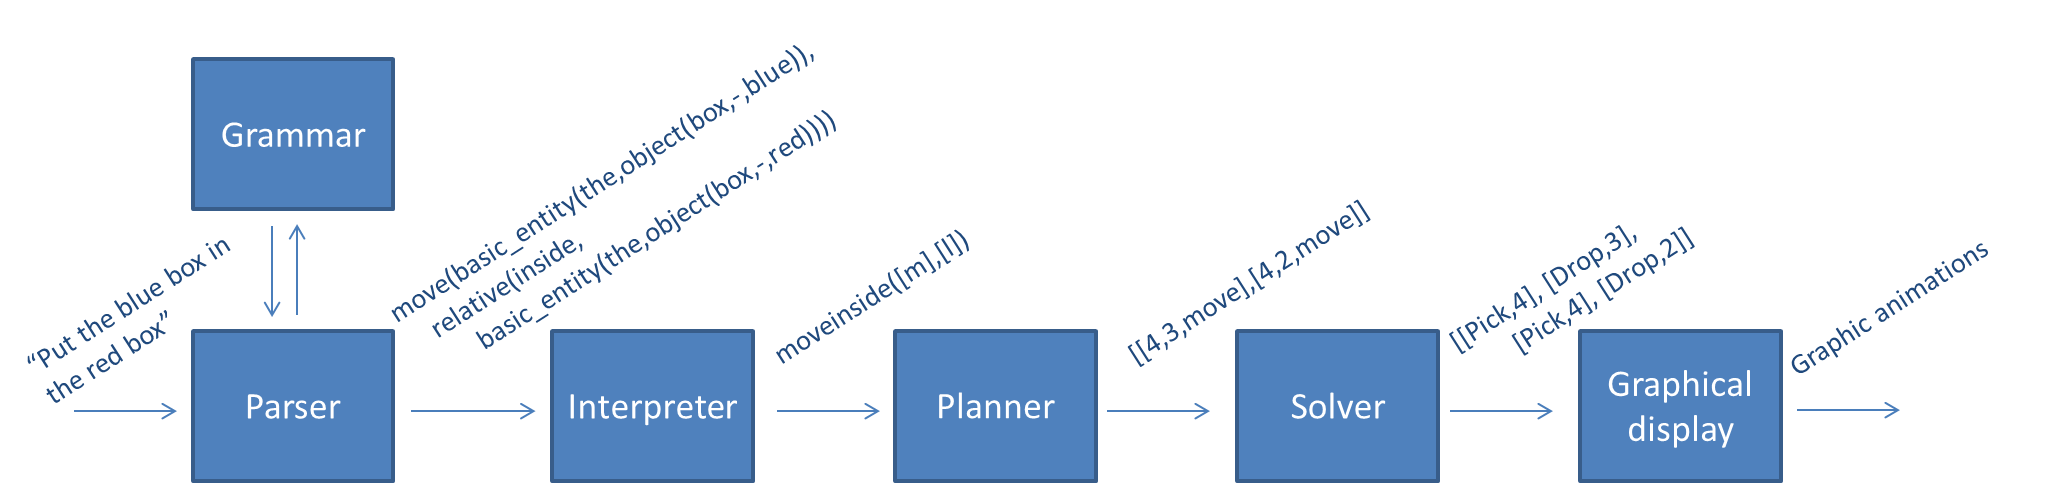 Grammar
“Put the blue box in
the red box”
Parser
move(basic_entity(the,object(box,-,blue)),
relative(inside,
basic_entity(the,object(box,-,red))))
Interpreter
moveinside([m],[l])
Planner
[[4,3,move],[4,2,move]]
Solver
[[Pick,4], [Drop,3],
[Pick,4], [Drop,2]]
Graphical
display
Graphic animations